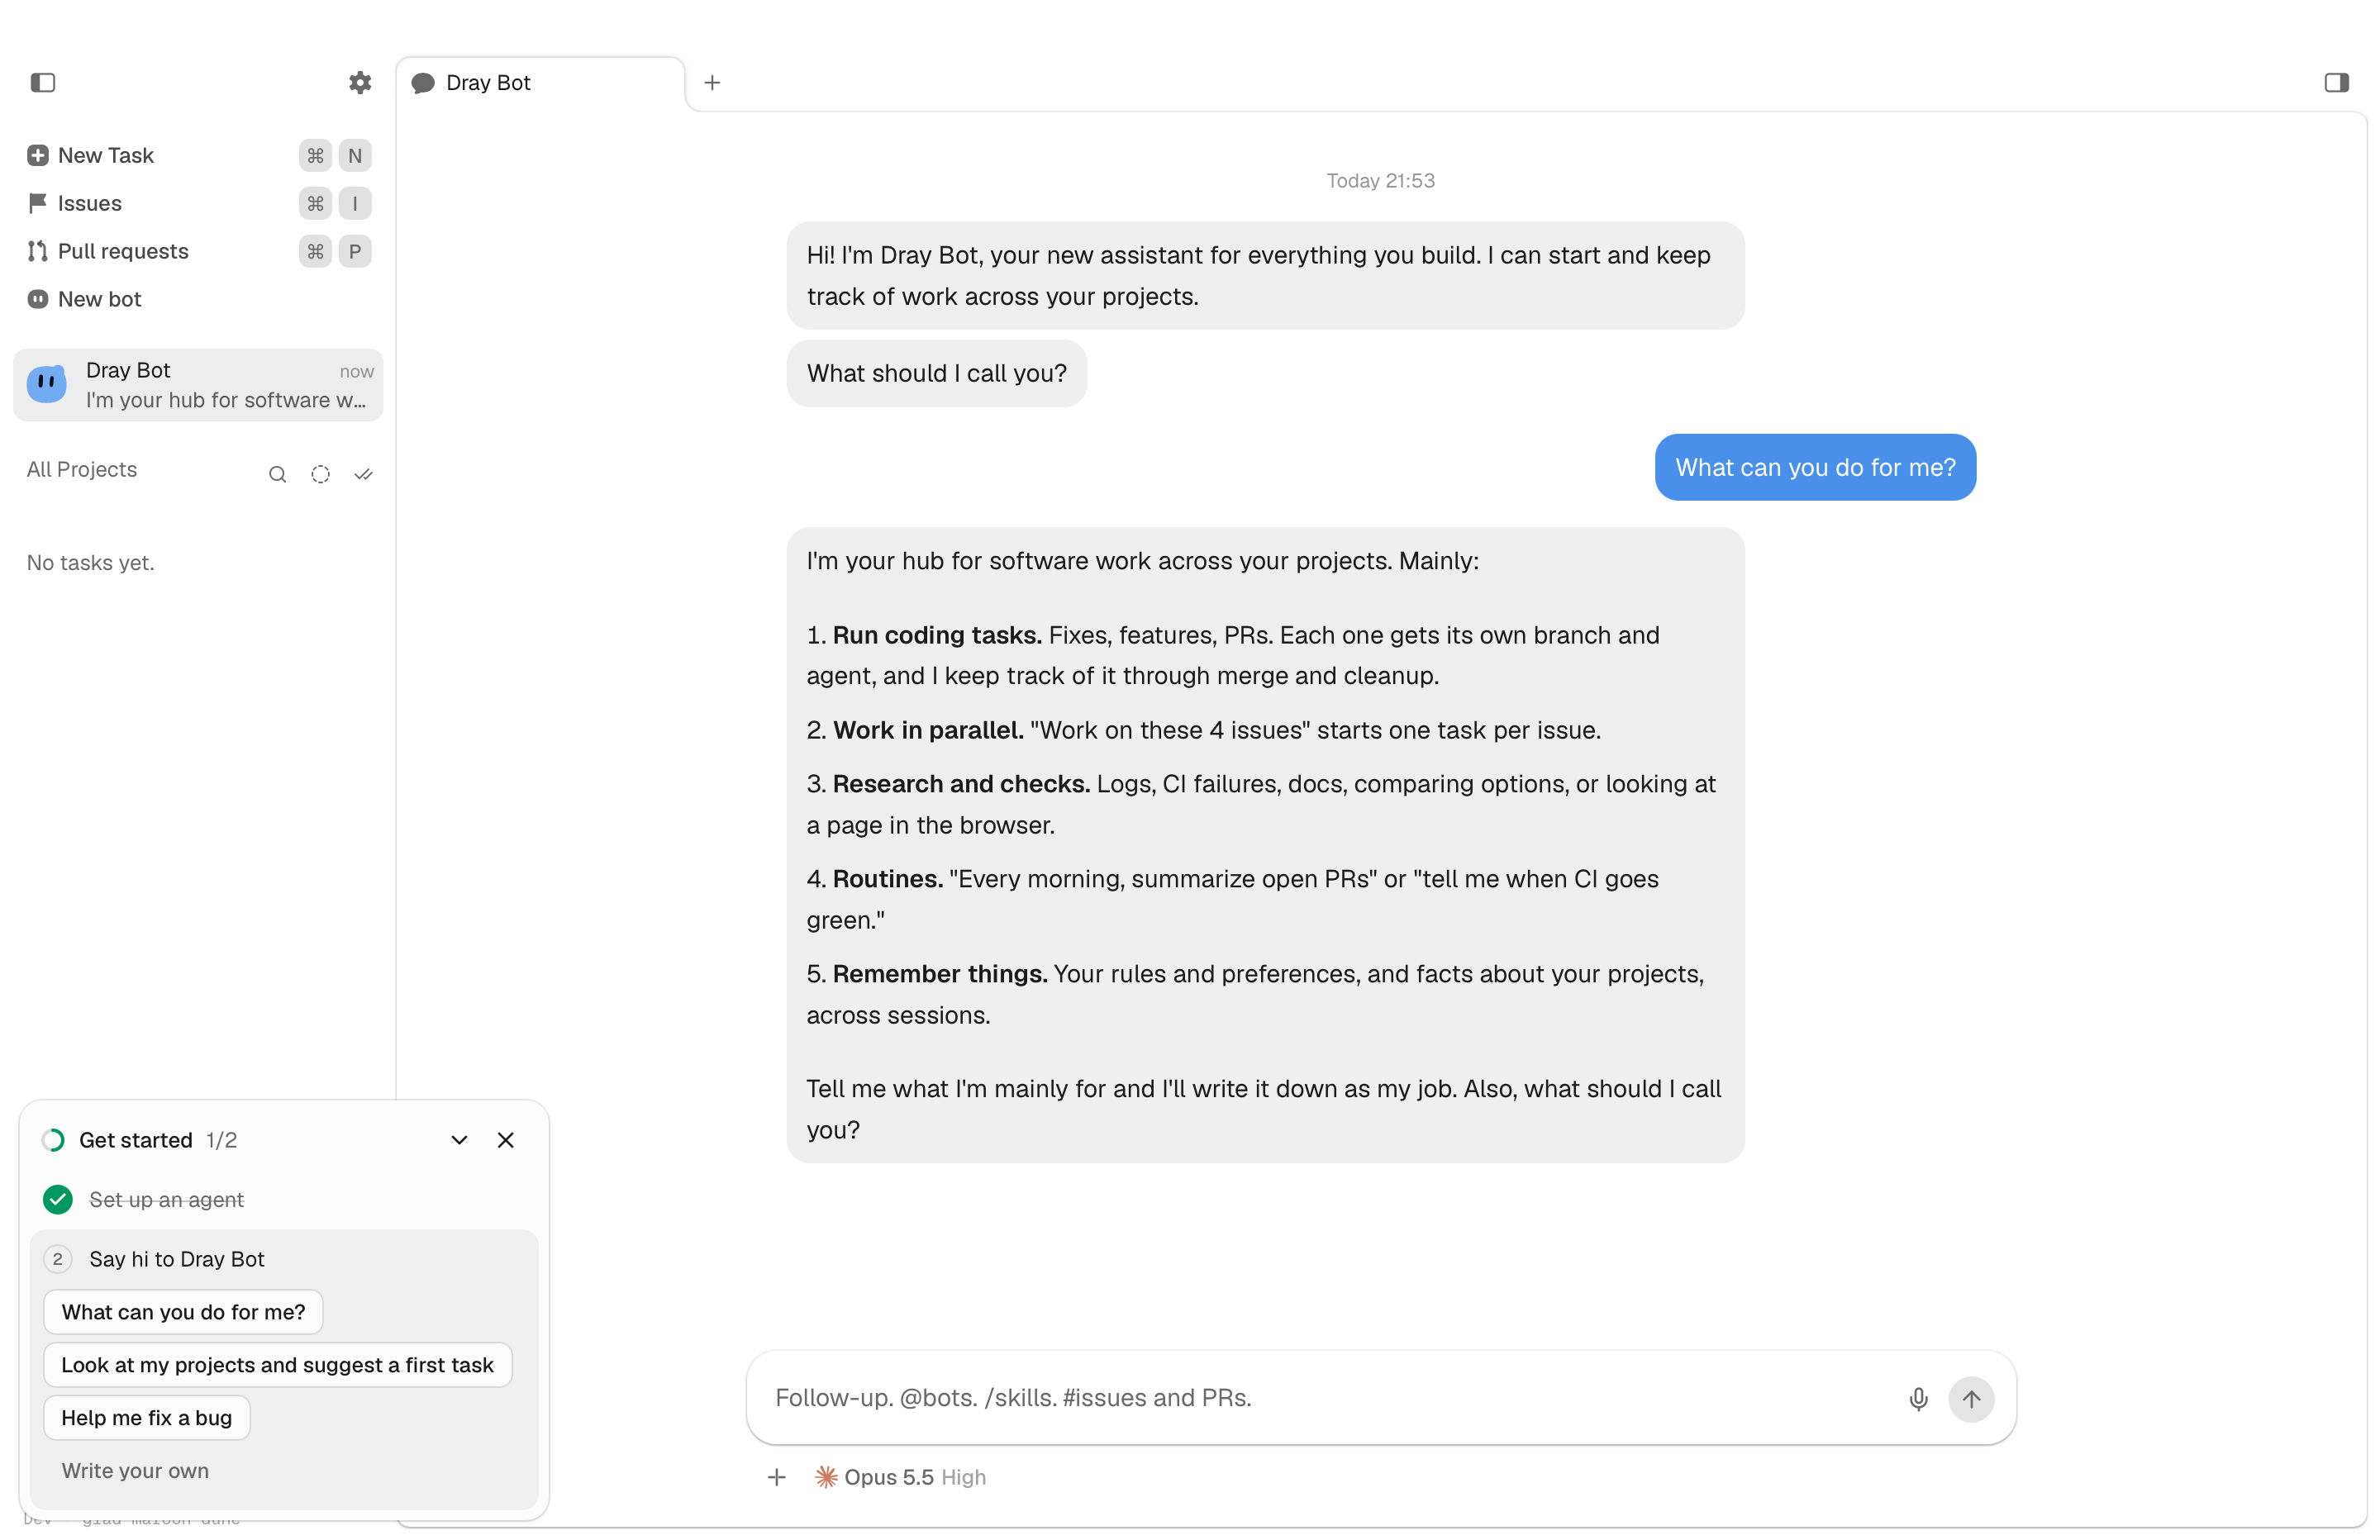 Dray Bot
New Task ⌘ N
Issues ⌘ I
Pull requests ⌘ P
New bot
Dray Bot now
I'm your hub for software w...
All Projects
No tasks yet.
Today 21:53
Hi! I'm Dray Bot, your new assistant for everything you build. I can start and keep
track of work across your projects.
What should I call you?
What can you do for me?
I'm your hub for software work across your projects. Mainly:
1. Run coding tasks. Fixes, features, PRs. Each one gets its own branch and
agent, and I keep track of it through merge and cleanup.
2. Work in parallel. "Work on these 4 issues" starts one task per issue.
3. Research and checks. Logs, CI failures, docs, comparing options, or looking at
a page in the browser.
4. Routines. "Every morning, summarize open PRs" or "tell me when CI goes
green."
5. Remember things. Your rules and preferences, and facts about your projects,
across sessions.
Tell me what I'm mainly for and I'll write it down as my job. Also, what should I call
you?
Get started 1/2
Set up an agent
2 Say hi to Dray Bot
What can you do for me?
Look at my projects and suggest a first task
Help me fix a bug
Write your own
Follow-up. @bots. /skills. #issues and PRs.
Opus 5.5 High